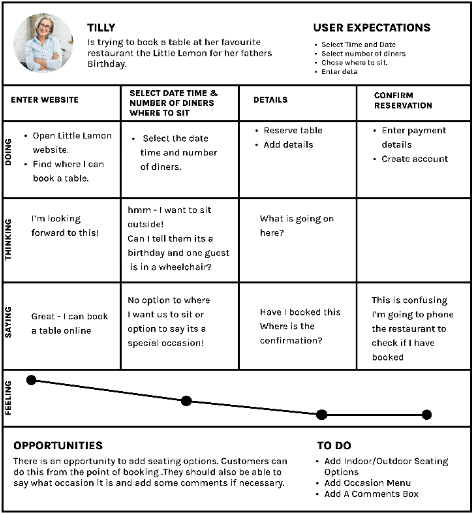 TILLY
Is trying to book a table at her favourite
restaurant the Little Lemon for her fathers
Birthday.
USER EXPECTATIONS
• Select Time and Date
• Select number of diners
• Chose where to sit.
• Enter deta
ENTER WEBSITE
SELECT DATE TIME &
NUMBER OF DINERS
WHERE TO SIT
DETAILS
CONFIRM
RESERVATION
DOING
• Open Little Lemon
website.
• Find where I can
book a table.
• Select the date
time and number
of diners.
• Reserve table
• Add details
• Enter payment
details
• Create account
THINKING
I'm looking
forward to this!
hmm - I want to sit
outside!
Can I tell them its a
birthday and one guest
is in a wheelchair?
What is going on
here?
SAYING
Great - I can book
a table online
No option to where
I want us to sit or
option to say its a
special occasion!
Have I booked this
Where is the
confirmation?
This is confusing
I'm going to phone
the restaurant to
check if I have
booked
FEELING
OPPORTUNITIES
There is an opportunity to add seating options. Customers can
do this from the point of booking .They should also be able to
say what occasion it is and add some comments if necessary.
TO DO
• Add Indoor/Outdoor Seating
Options
• Add Occasion Menu
• Add A Comments Box